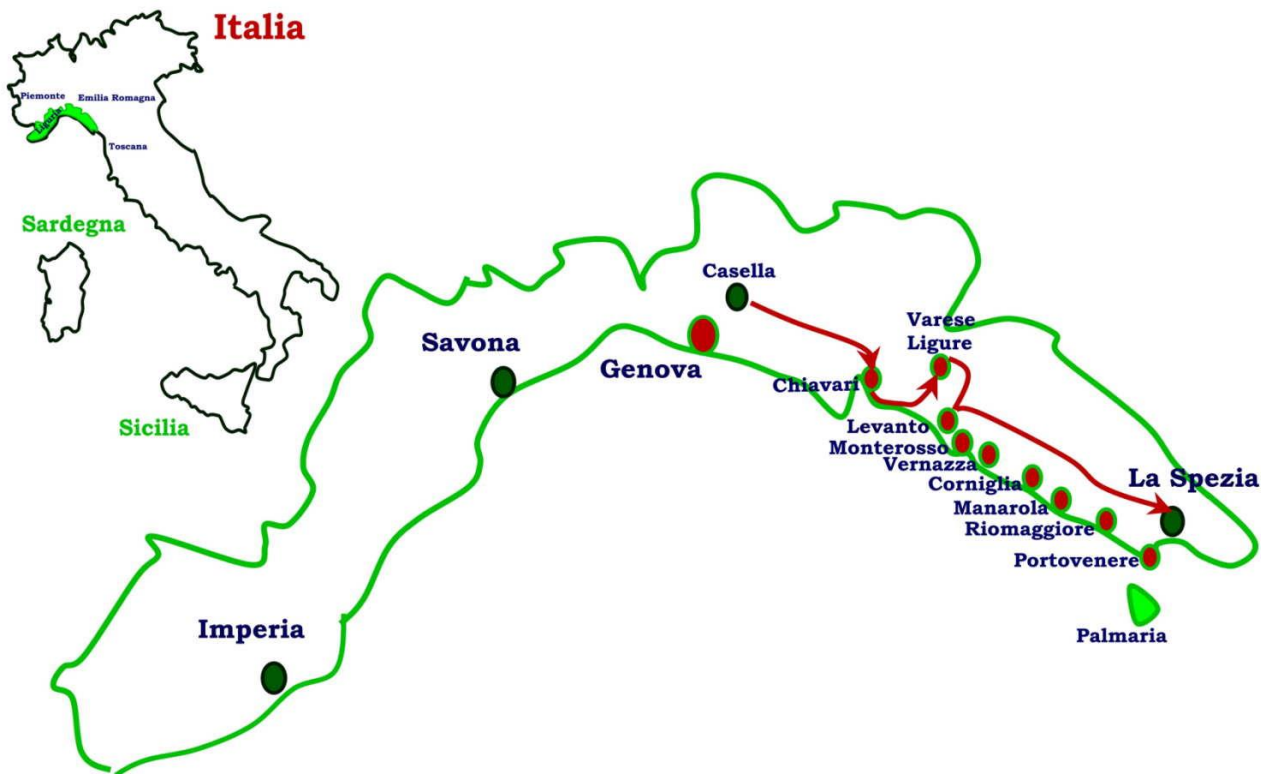 Italia
Piemonte
Emilia Romagna
Liguria
Toscana
Sardegna
Sicilia
Casella
Varese
Ligure
Savona
Genova
Chiavari
Levanto
Monterosso
Vernazza
Corniglia
La Spezia
Manarola
Riomaggiore
Portovenere
Imperia
Palmaria